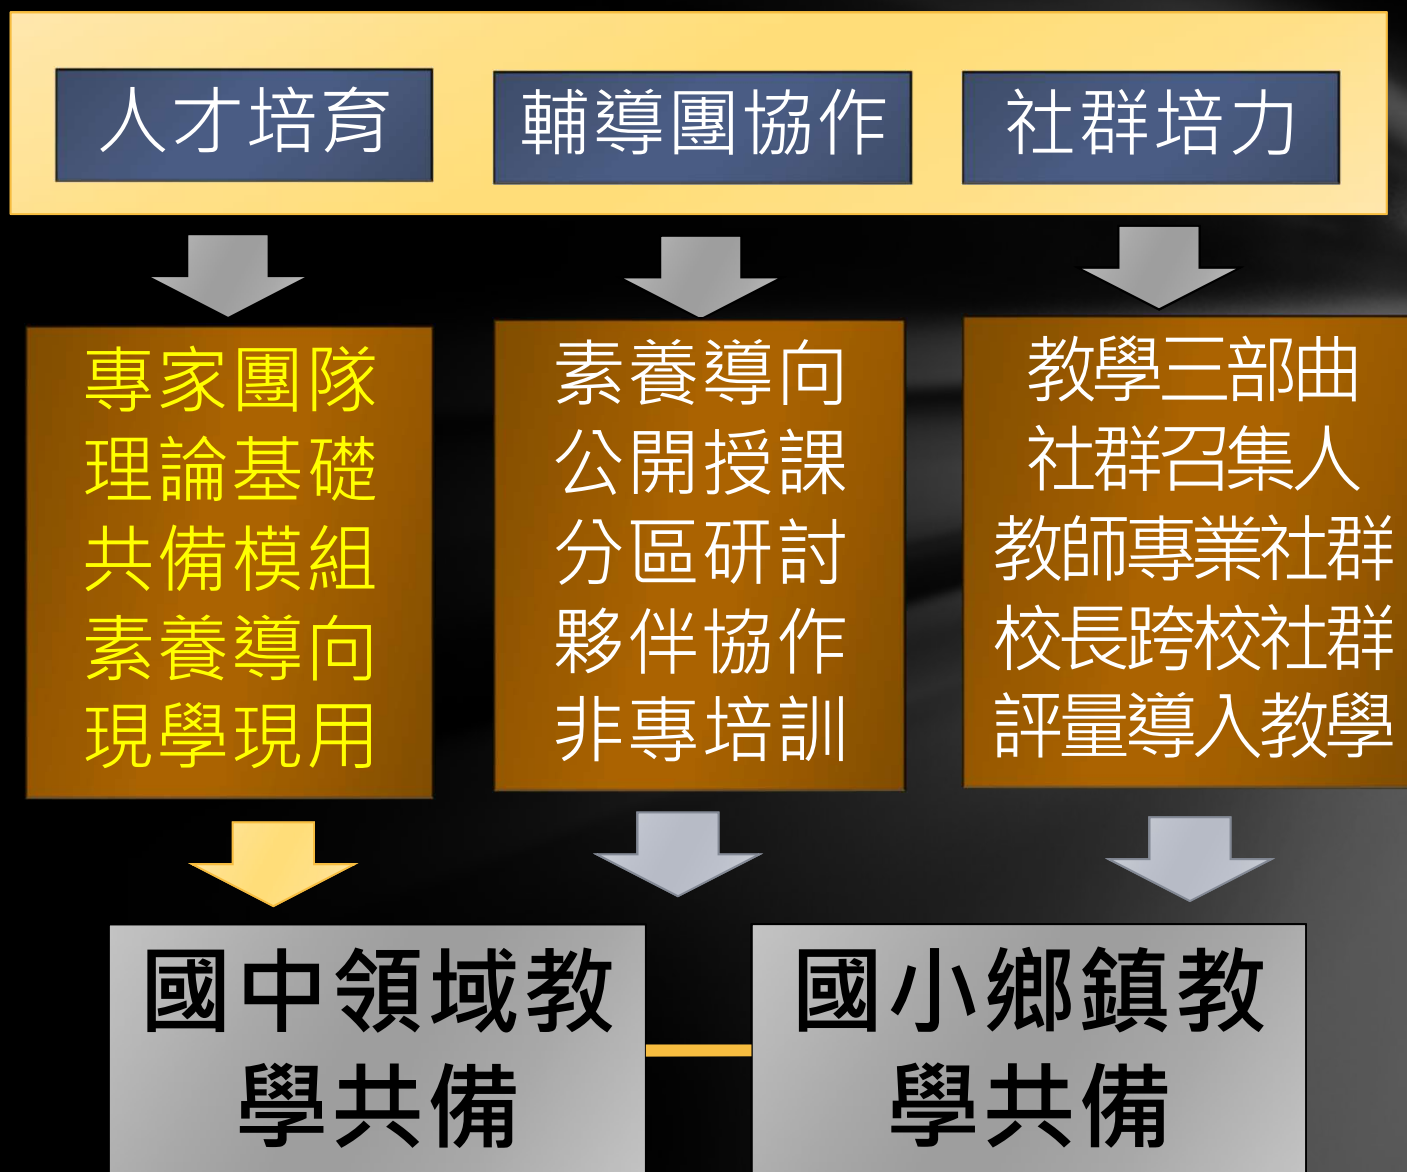 人才培育
輔導團協作
社群培力
專家團隊
理論基礎
共備模組
素養導向
現學現用
素養導向
公開授課
分區研討
夥伴協作
非專培訓
教學三部曲
社群召集人
教師專業社群
校長跨校社群
評量導入教學
國中領域教
學共備
國小鄉鎮教
學共備